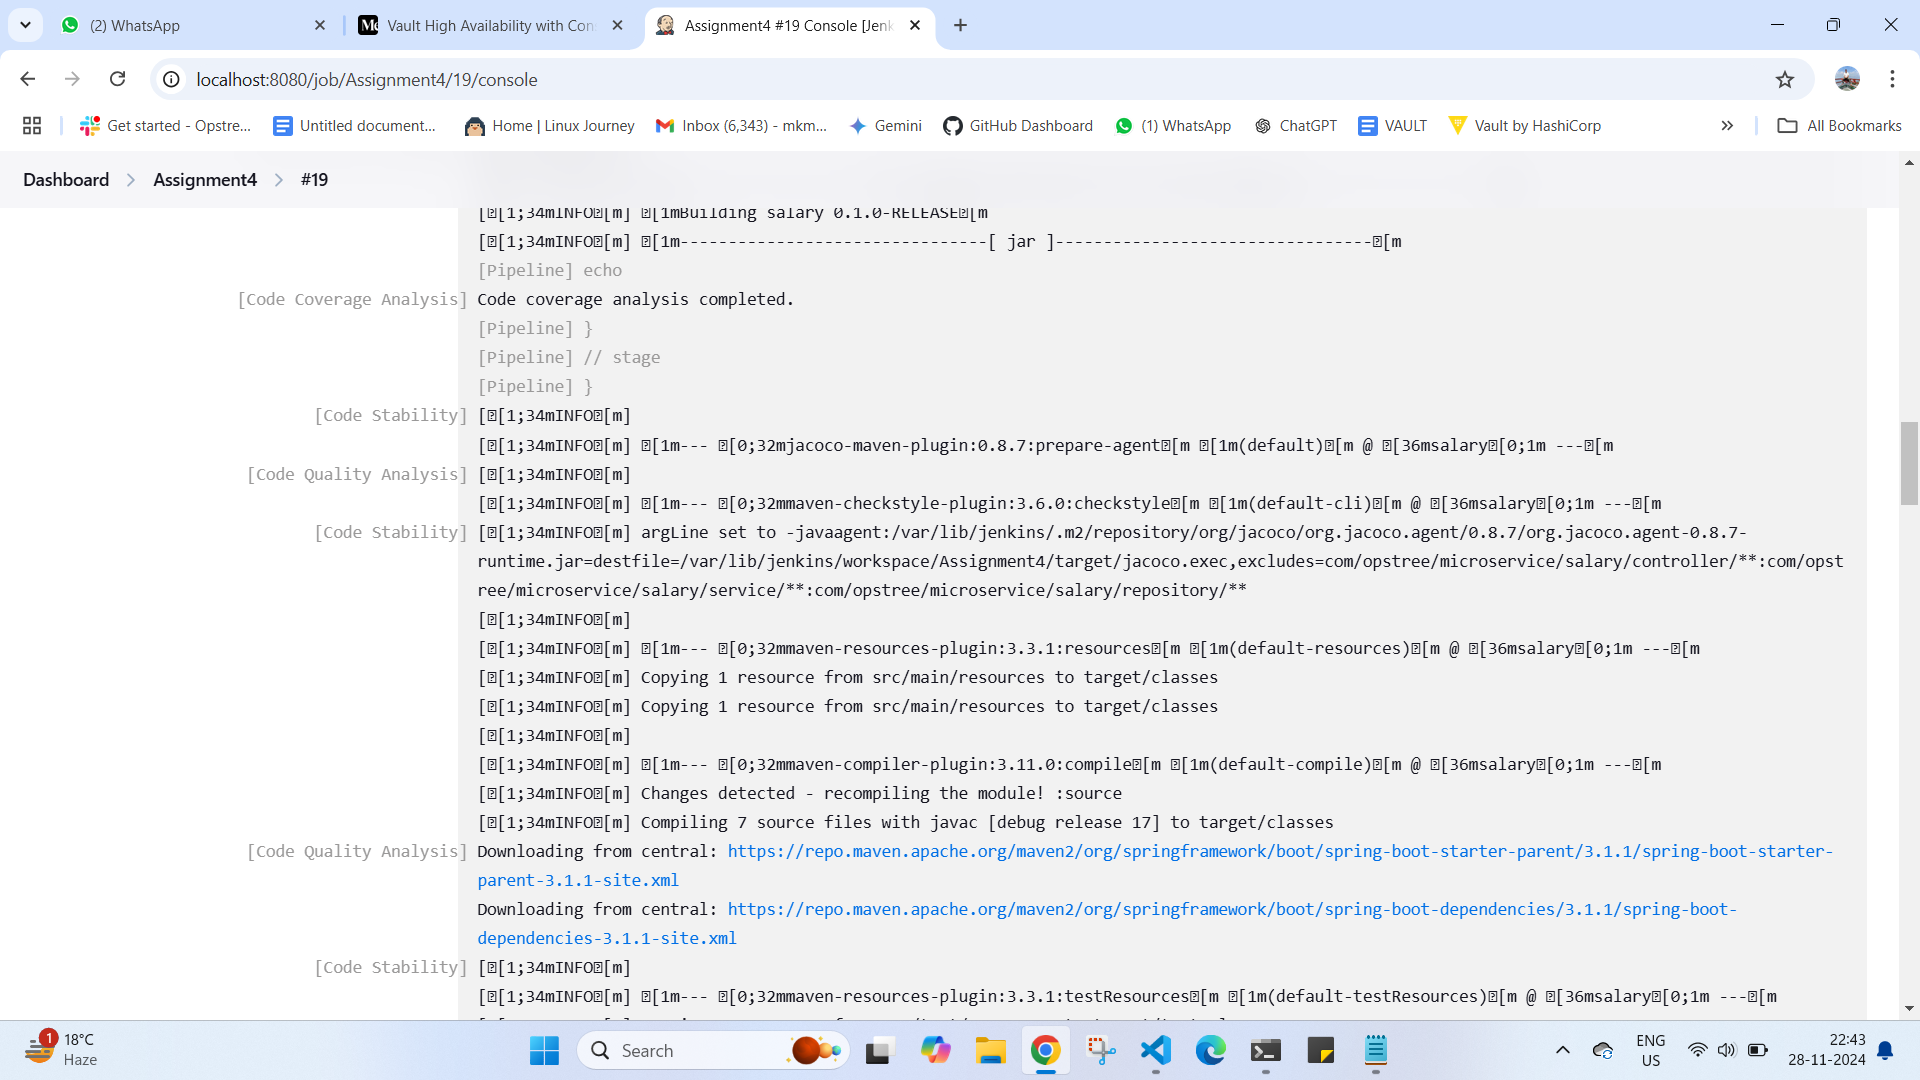 (2) WhatsApp
Vault High Availability with Con
Assignment4 #19 Console [Jenk
localhost:8080/job/Assignment4/19/console
Get started - Opstre...
Untitled document...
Home | Linux Journey
Inbox (6,343) - mkm...
Gemini
GitHub Dashboard
(1) WhatsApp
ChatGPT
VAULT
Vault by HashiCorp
All Bookmarks
Dashboard > Assignment4 > #19
[[1;34mINFO[m] [1mBuilding salary 0.1.0-RELEASE[m
[[1;34mINFO[m] [1m--------------------------------[ jar ]---------------------------------[m
[Pipeline] echo
[Code Coverage Analysis] Code coverage analysis completed.
[Pipeline] }
[Pipeline] // stage
[Pipeline] }
[Code Stability] [[1;34mINFO[m]
[[1;34mINFO[m] [1m--- [0;32mjacoco-maven-plugin:0.8.7:prepare-agent[m [1m(default)[m @ [36msalary[0;1m ---[m
[Code Quality Analysis] [[1;34mINFO[m]
[[1;34mINFO[m] [1m--- [0;32mmaven-checkstyle-plugin:3.6.0:checkstyle[m [1m(default-cli)[m @ [36msalary[0;1m ---[m
[Code Stability] [[1;34mINFO[m] argLine set to -javaagent:/var/lib/jenkins/.m2/repository/org/jacoco/org.jacoco.agent/0.8.7/org.jacoco.agent-0.8.7-
runtime.jar=destfile=/var/lib/jenkins/workspace/Assignment4/target/jacoco.exec,excludes=com/opstree/microservice/salary/controller/**:com/opst
ree/microservice/salary/service/**:com/opstree/microservice/salary/repository/**
[[1;34mINFO[m]
[[1;34mINFO[m] [1m--- [0;32mmaven-resources-plugin:3.3.1:resources[m [1m(default-resources)[m @ [36msalary[0;1m ---[m
[[1;34mINFO[m] Copying 1 resource from src/main/resources to target/classes
[[1;34mINFO[m] Copying 1 resource from src/main/resources to target/classes
[[1;34mINFO[m]
[[1;34mINFO[m] [1m--- [0;32mmaven-compiler-plugin:3.11.0:compile[m [1m(default-compile)[m @ [36msalary[0;1m ---[m
[[1;34mINFO[m] Changes detected - recompiling the module! :source
[[1;34mINFO[m] Compiling 7 source files with javac [debug release 17] to target/classes
[Code Quality Analysis] Downloading from central: https://repo.maven.apache.org/maven2/org/springframework/boot/spring-boot-starter-parent/3.1.1/spring-boot-starter-
parent-3.1.1-site.xml
Downloading from central: https://repo.maven.apache.org/maven2/org/springframework/boot/spring-boot-dependencies/3.1.1/spring-boot-
dependencies-3.1.1-site.xml
[Code Stability] [[1;34mINFO[m]
[[1;34mINFO[m] [1m--- [0;32mmaven-resources-plugin:3.3.1:testResources[m [1m(default-testResources)[m @ [36msalary[0;1m ---[m
1
18°C
Haze
Search
ENG
US
22:43
28-11-2024